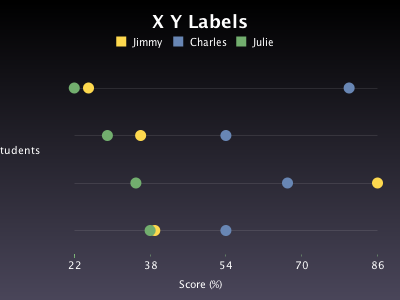 X Y Labels
Jimmy Charles Julie
tudents
22 38 54 70 86
Score (%)